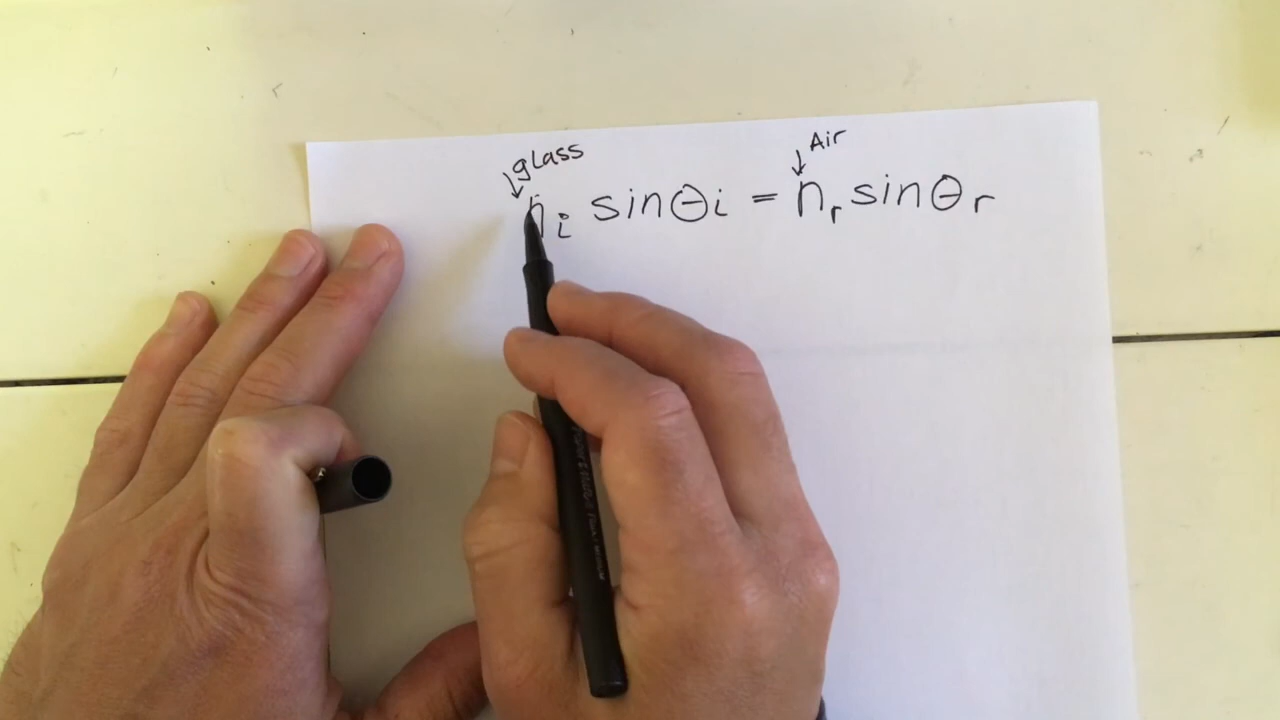 glass Air
nᵢ sinθi = nᵣ sinθr